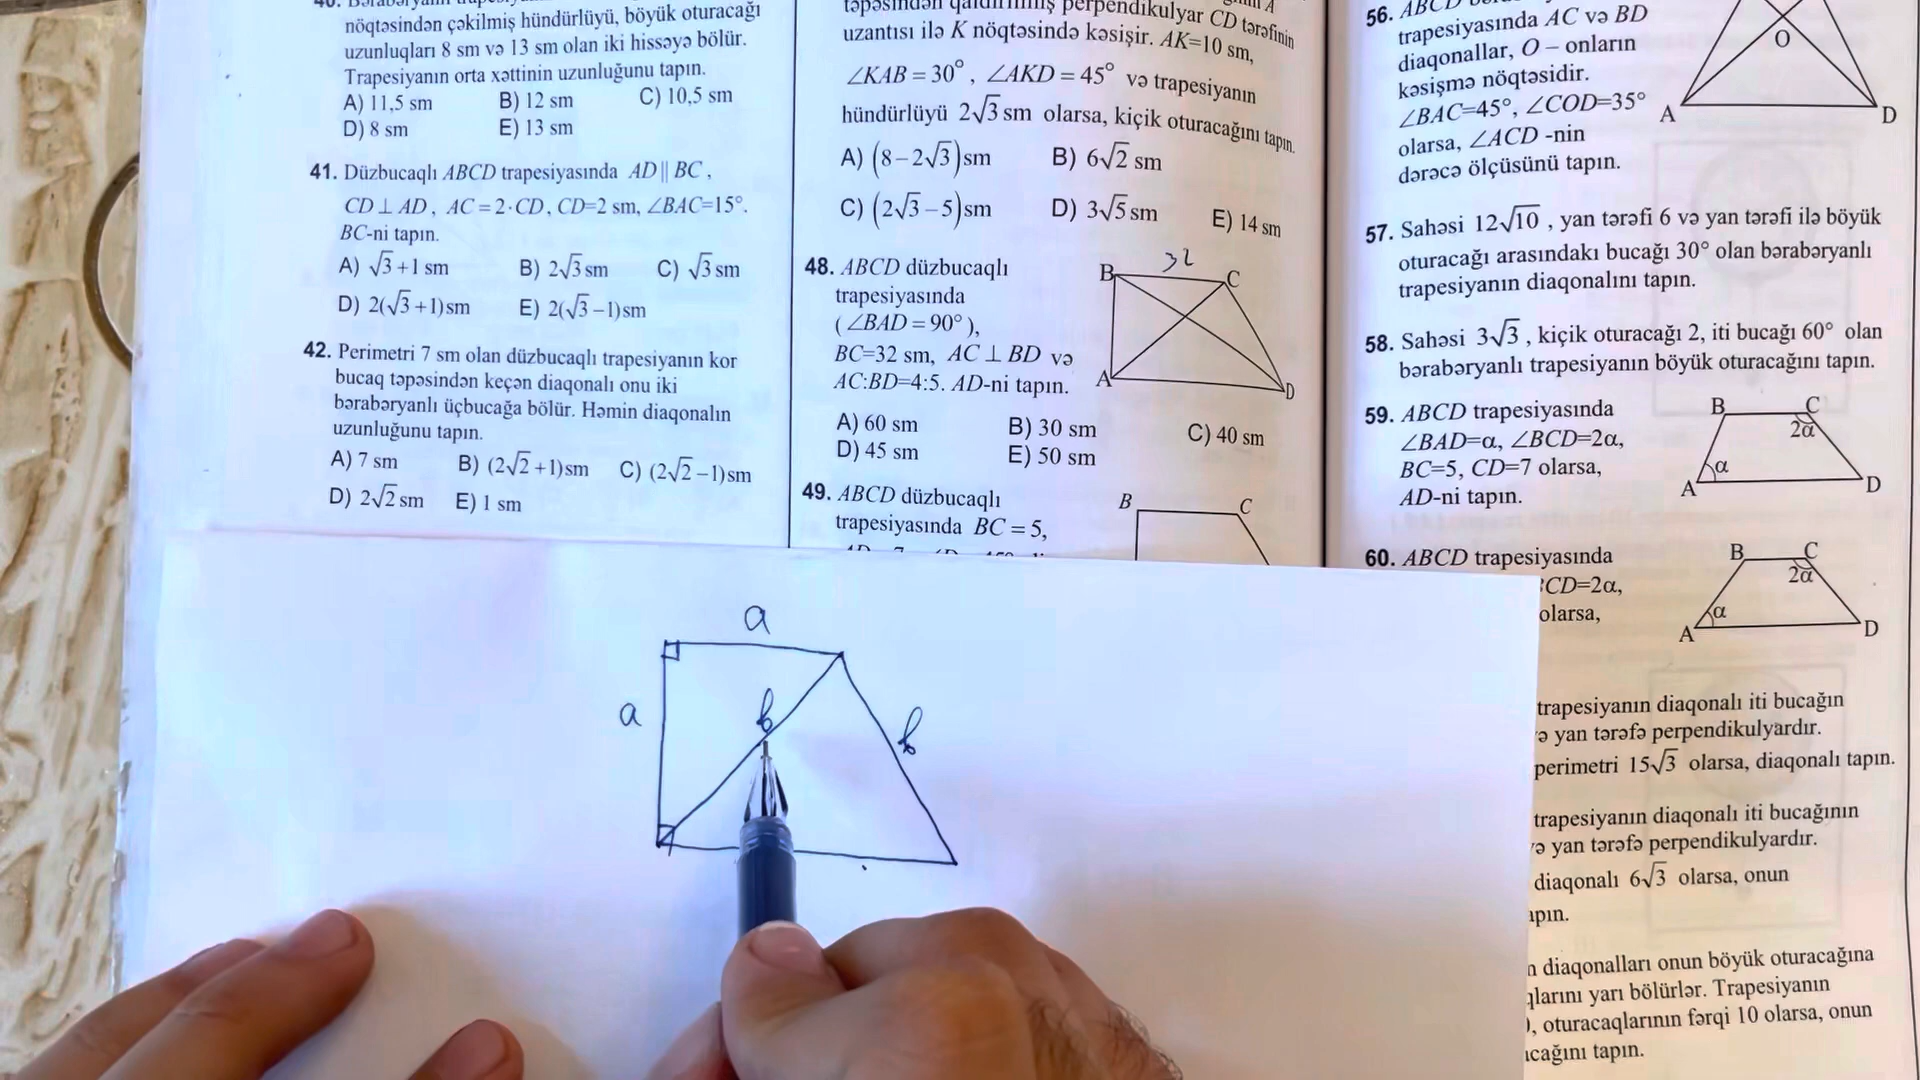 nöqtəsindən çəkilmiş hündürlüyü, böyük oturacağı
uzunluqları 8 sm və 13 sm olan iki hissəyə bölür.
Trapesiyanın orta xəttinin uzunluğunu tapın.
A) 11,5 sm B) 12 sm C) 10,5 sm
D) 8 sm E) 13 sm
41. Düzbucaqlı ABCD trapesiyasında AD || BC,
CD ⊥ AD, AC = 2·CD, CD=2 sm, ∠BAC=15°.
BC-ni tapın.
A) √3+1 sm B) 2√3 sm C) √3 sm
D) 2(√3+1) sm E) 2(√3−1) sm
42. Perimetri 7 sm olan düzbucaqlı trapesiyanın kor
bucaq təpəsindən keçən diaqonalı onu iki
bərabəryanlı üçbucağa bölür. Həmin diaqonalın
uzunluğunu tapın.
A) 7 sm B) (2√2+1)sm C) (2√2−1)sm
D) 2√2 sm E) 1 sm
perpendikulyar CD tərəfinin
uzantısı ilə K nöqtəsində kəsişir. AK=10 sm,
∠KAB = 30°, ∠AKD = 45° və trapesiyanın
hündürlüyü 2√3 sm olarsa, kiçik oturacağını tapın.
A) (8−2√3)sm B) 6√2 sm
C) (2√3−5)sm D) 3√5 sm E) 14 sm
48. ABCD düzbucaqlı
trapesiyasında
(∠BAD = 90°),
BC=32 sm, AC ⊥ BD və
AC:BD=4:5. AD-ni tapın.
B C
A D
A) 60 sm B) 30 sm C) 40 sm
D) 45 sm E) 50 sm
49. ABCD düzbucaqlı
trapesiyasında BC = 5,
B C
56. ABCD
trapesiyasında AC və BD
diaqonallar, O – onların
kəsişmə nöqtəsidir.
∠BAC=45°, ∠COD=35°
olarsa, ∠ACD -nin
dərəcə ölçüsünü tapın.
O
A D
57. Sahəsi 12√10, yan tərəfi 6 və yan tərəfi ilə böyük
oturacağı arasındakı bucağı 30° olan bərabəryanlı
trapesiyanın diaqonalını tapın.
58. Sahəsi 3√3, kiçik oturacağı 2, iti bucağı 60° olan
bərabəryanlı trapesiyanın böyük oturacağını tapın.
59. ABCD trapesiyasında
∠BAD=α, ∠BCD=2α,
BC=5, CD=7 olarsa,
AD-ni tapın.
B C
2α
α
A D
60. ABCD trapesiyasında
CD=2α,
olarsa,
B C
2α
α
A D
trapesiyanın diaqonalı iti bucağın
yan tərəfə perpendikulyardır.
perimetri 15√3 olarsa, diaqonalı tapın.
trapesiyanın diaqonalı iti bucağının
yan tərəfə perpendikulyardır.
diaqonalı 6√3 olarsa, onun
diaqonalları onun böyük oturacağına
yarı bölürlər. Trapesiyanın
oturacaqlarının fərqi 10 olarsa, onun
tapın.
a
a
b
b